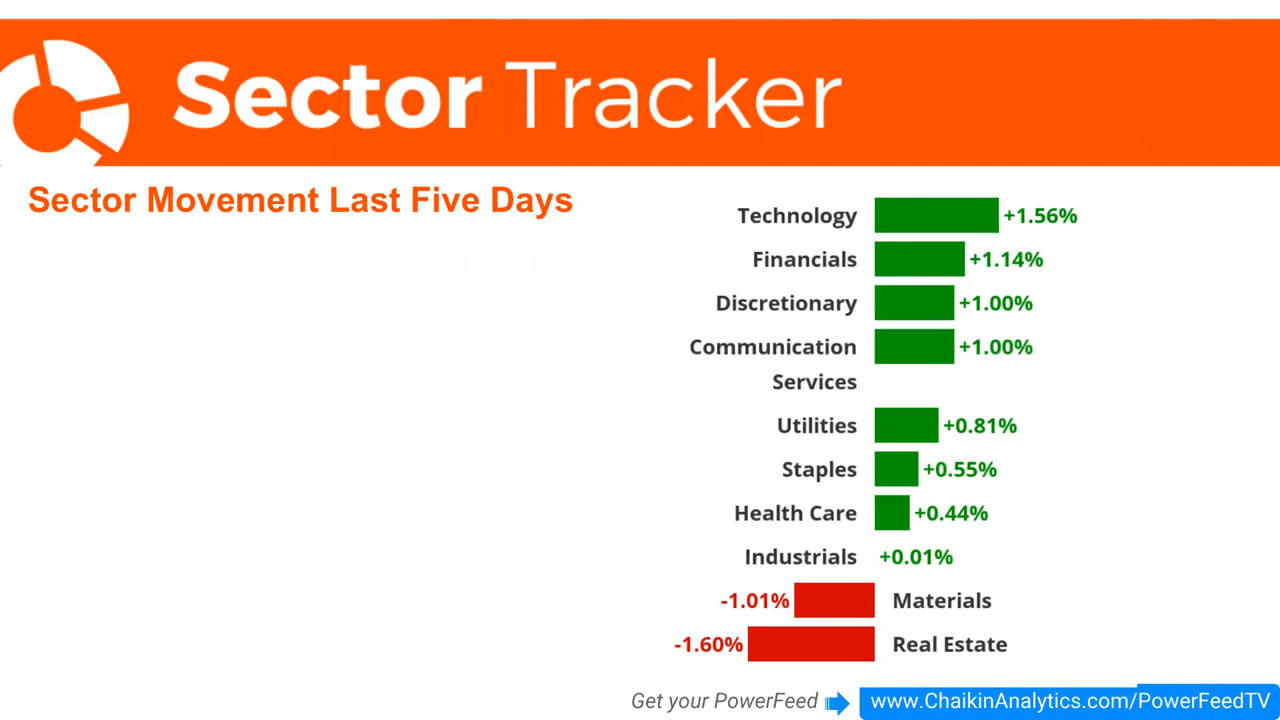 Sector Tracker
Sector Movement Last Five Days
Technology +1.56%
Financials +1.14%
Discretionary +1.00%
Communication +1.00%
Services
Utilities +0.81%
Staples +0.55%
Health Care +0.44%
Industrials +0.01%
-1.01% Materials
-1.60% Real Estate
Get your PowerFeed www.ChaikinAnalytics.com/PowerFeedTV